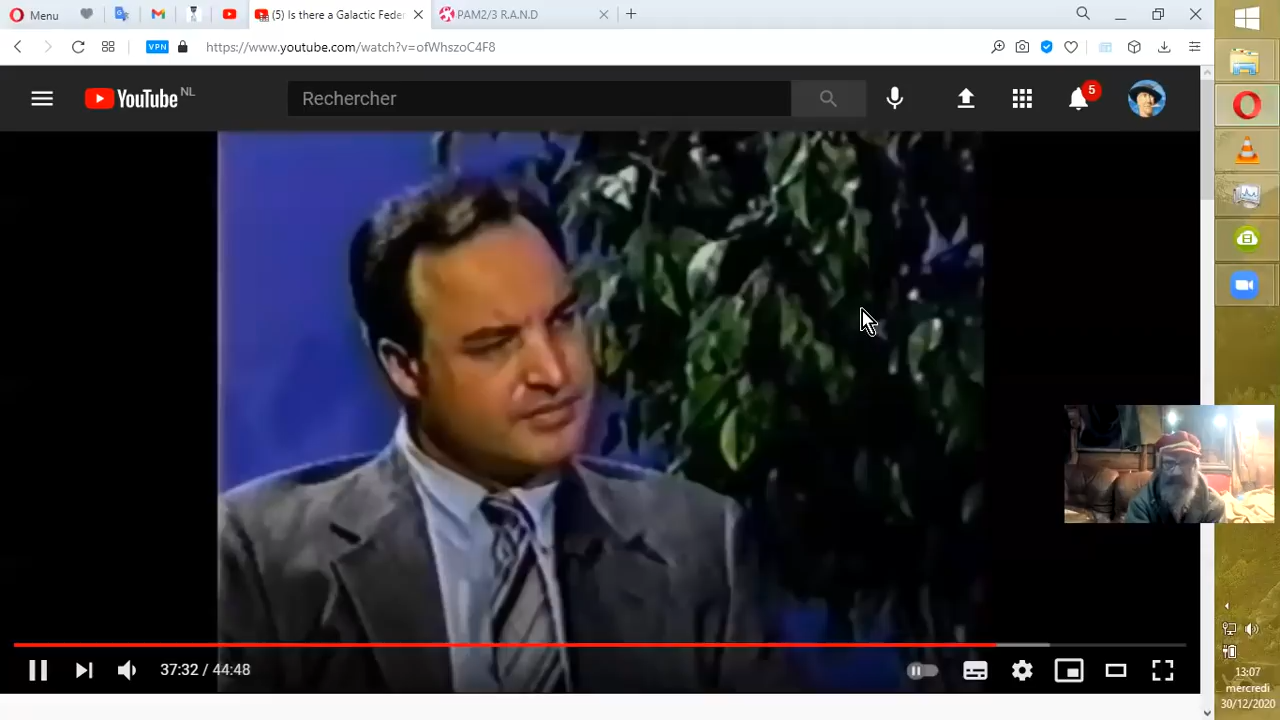 Menu
(5) Is there a Galactic Feder
PAM2/3 R.A.N.D
VPN
https://www.youtube.com/watch?v=ofWhszoC4F8
YouTube NL
Rechercher
5
37:32 / 44:48
13:07
mercredi
30/12/2020